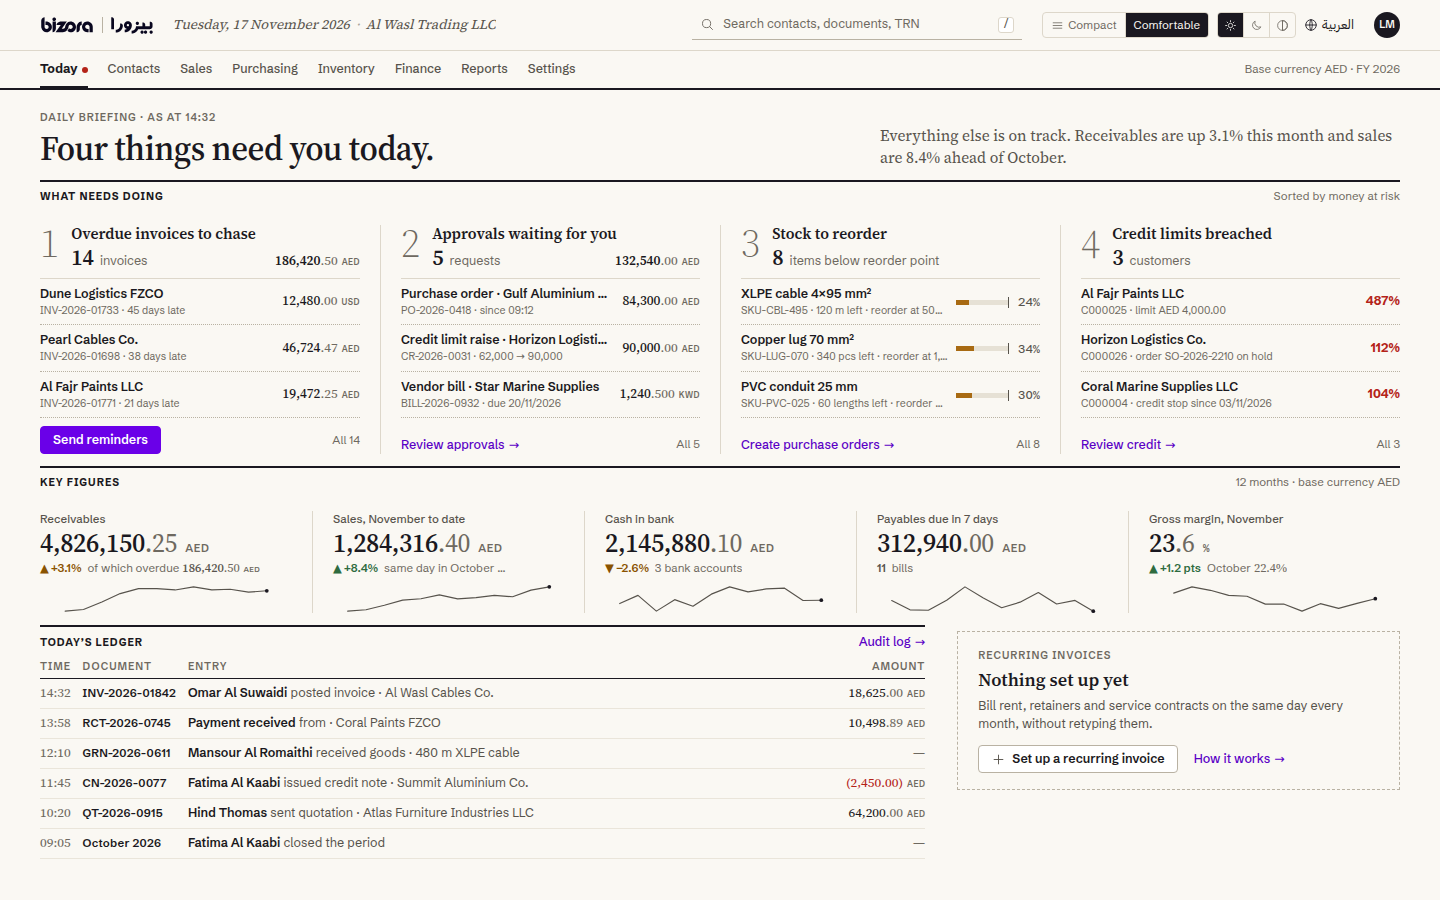 bizora | بيزورا
Tuesday, 17 November 2026 · Al Wasl Trading LLC
Search contacts, documents, TRN /
Compact Comfortable
العربية
LM
Today Contacts Sales Purchasing Inventory Finance Reports Settings
Base currency AED · FY 2026
DAILY BRIEFING · AS AT 14:32
Four things need you today.
Everything else is on track. Receivables are up 3.1% this month and sales
are 8.4% ahead of October.
WHAT NEEDS DOING
Sorted by money at risk
1 Overdue invoices to chase
14 invoices 186,420.50 AED
Dune Logistics FZCO 12,480.00 USD
INV-2026-01733 · 45 days late
Pearl Cables Co. 46,724.47 AED
INV-2026-01698 · 38 days late
Al Fajr Paints LLC 19,472.25 AED
INV-2026-01771 · 21 days late
Send reminders All 14
2 Approvals waiting for you
5 requests 132,540.00 AED
Purchase order · Gulf Aluminium ... 84,300.00 AED
PO-2026-0418 · since 09:12
Credit limit raise · Horizon Logisti... 90,000.00 AED
CR-2026-0031 · 62,000 → 90,000
Vendor bill · Star Marine Supplies 1,240.500 KWD
BILL-2026-0932 · due 20/11/2026
Review approvals → All 5
3 Stock to reorder
8 items below reorder point
XLPE cable 4×95 mm² 24%
SKU-CBL-495 · 120 m left · reorder at 50...
Copper lug 70 mm² 34%
SKU-LUG-070 · 340 pcs left · reorder at 1,...
PVC conduit 25 mm 30%
SKU-PVC-025 · 60 lengths left · reorder ...
Create purchase orders → All 8
4 Credit limits breached
3 customers
Al Fajr Paints LLC 487%
C000025 · limit AED 4,000.00
Horizon Logistics Co. 112%
C000026 · order SO-2026-2210 on hold
Coral Marine Supplies LLC 104%
C000004 · credit stop since 03/11/2026
Review credit → All 3
KEY FIGURES
12 months · base currency AED
Receivables
4,826,150.25 AED
▲ +3.1% of which overdue 186,420.50 AED
Sales, November to date
1,284,316.40 AED
▲ +8.4% same day in October ...
Cash in bank
2,145,880.10 AED
▼ −2.6% 3 bank accounts
Payables due in 7 days
312,940.00 AED
11 bills
Gross margin, November
23.6 %
▲ +1.2 pts October 22.4%
TODAY'S LEDGER
Audit log →
TIME DOCUMENT ENTRY AMOUNT
14:32 INV-2026-01842 Omar Al Suwaidi posted invoice · Al Wasl Cables Co. 18,625.00 AED
13:58 RCT-2026-0745 Payment received from · Coral Paints FZCO 10,498.89 AED
12:10 GRN-2026-0611 Mansour Al Romaithi received goods · 480 m XLPE cable —
11:45 CN-2026-0077 Fatima Al Kaabi issued credit note · Summit Aluminium Co. (2,450.00) AED
10:20 QT-2026-0915 Hind Thomas sent quotation · Atlas Furniture Industries LLC 64,200.00 AED
09:05 October 2026 Fatima Al Kaabi closed the period —
RECURRING INVOICES
Nothing set up yet
Bill rent, retainers and service contracts on the same day every
month, without retyping them.
+ Set up a recurring invoice How it works →